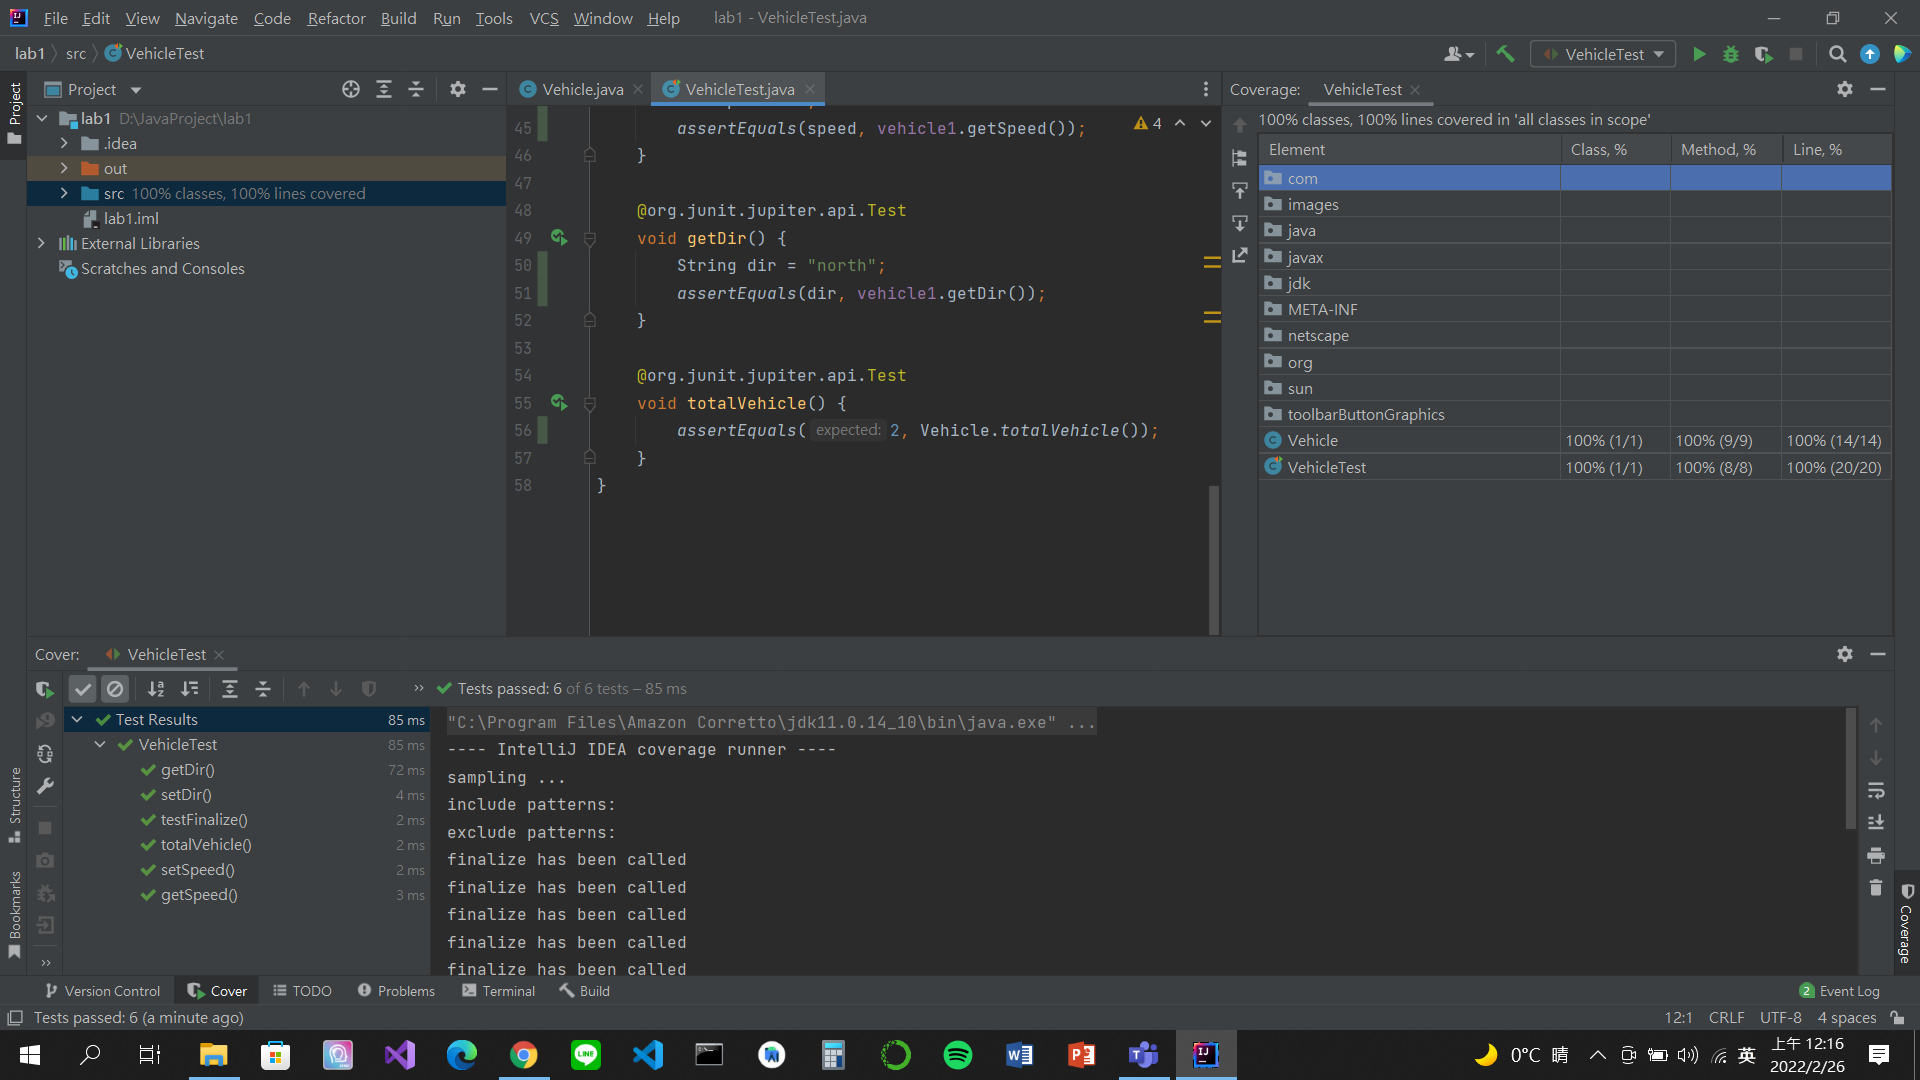 File Edit View Navigate Code Refactor Build Run Tools VCS Window Help lab1 - VehicleTest.java
lab1 src VehicleTest
VehicleTest
Project
Project
lab1 D:\JavaProject\lab1
.idea
out
src 100% classes, 100% lines covered
lab1.iml
External Libraries
Scratches and Consoles
Vehicle.java
VehicleTest.java
4
45 assertEquals(speed, vehicle1.getSpeed());
46 }
47
48 @org.junit.jupiter.api.Test
49 void getDir() {
50 String dir = "north";
51 assertEquals(dir, vehicle1.getDir());
52 }
53
54 @org.junit.jupiter.api.Test
55 void totalVehicle() {
56 assertEquals( expected: 2, Vehicle.totalVehicle());
57 }
58 }
Coverage: VehicleTest
100% classes, 100% lines covered in 'all classes in scope'
Element Class, % Method, % Line, %
com
images
java
javax
jdk
META-INF
netscape
org
sun
toolbarButtonGraphics
Vehicle 100% (1/1) 100% (9/9) 100% (14/14)
VehicleTest 100% (1/1) 100% (8/8) 100% (20/20)
Cover: VehicleTest
Tests passed: 6 of 6 tests – 85 ms
Test Results 85 ms
VehicleTest 85 ms
getDir() 72 ms
setDir() 4 ms
testFinalize() 2 ms
totalVehicle() 2 ms
setSpeed() 2 ms
getSpeed() 3 ms
"C:\Program Files\Amazon Corretto\jdk11.0.14_10\bin\java.exe" ...
---- IntelliJ IDEA coverage runner ----
sampling ...
include patterns:
exclude patterns:
finalize has been called
finalize has been called
finalize has been called
finalize has been called
finalize has been called
Structure
Bookmarks
Coverage
Version Control Cover TODO Problems Terminal Build 2 Event Log
Tests passed: 6 (a minute ago) 12:1 CRLF UTF-8 4 spaces
0°C 晴 英 上午 12:16
2022/2/26